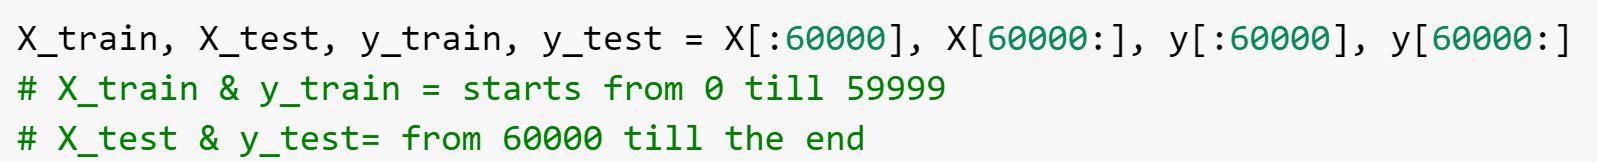 X_train, X_test, y_train, y_test = X[:60000], X[60000:], y[:60000], y[60000:]
# X_train & y_train = starts from 0 till 59999
# X_test & y_test= from 60000 till the end